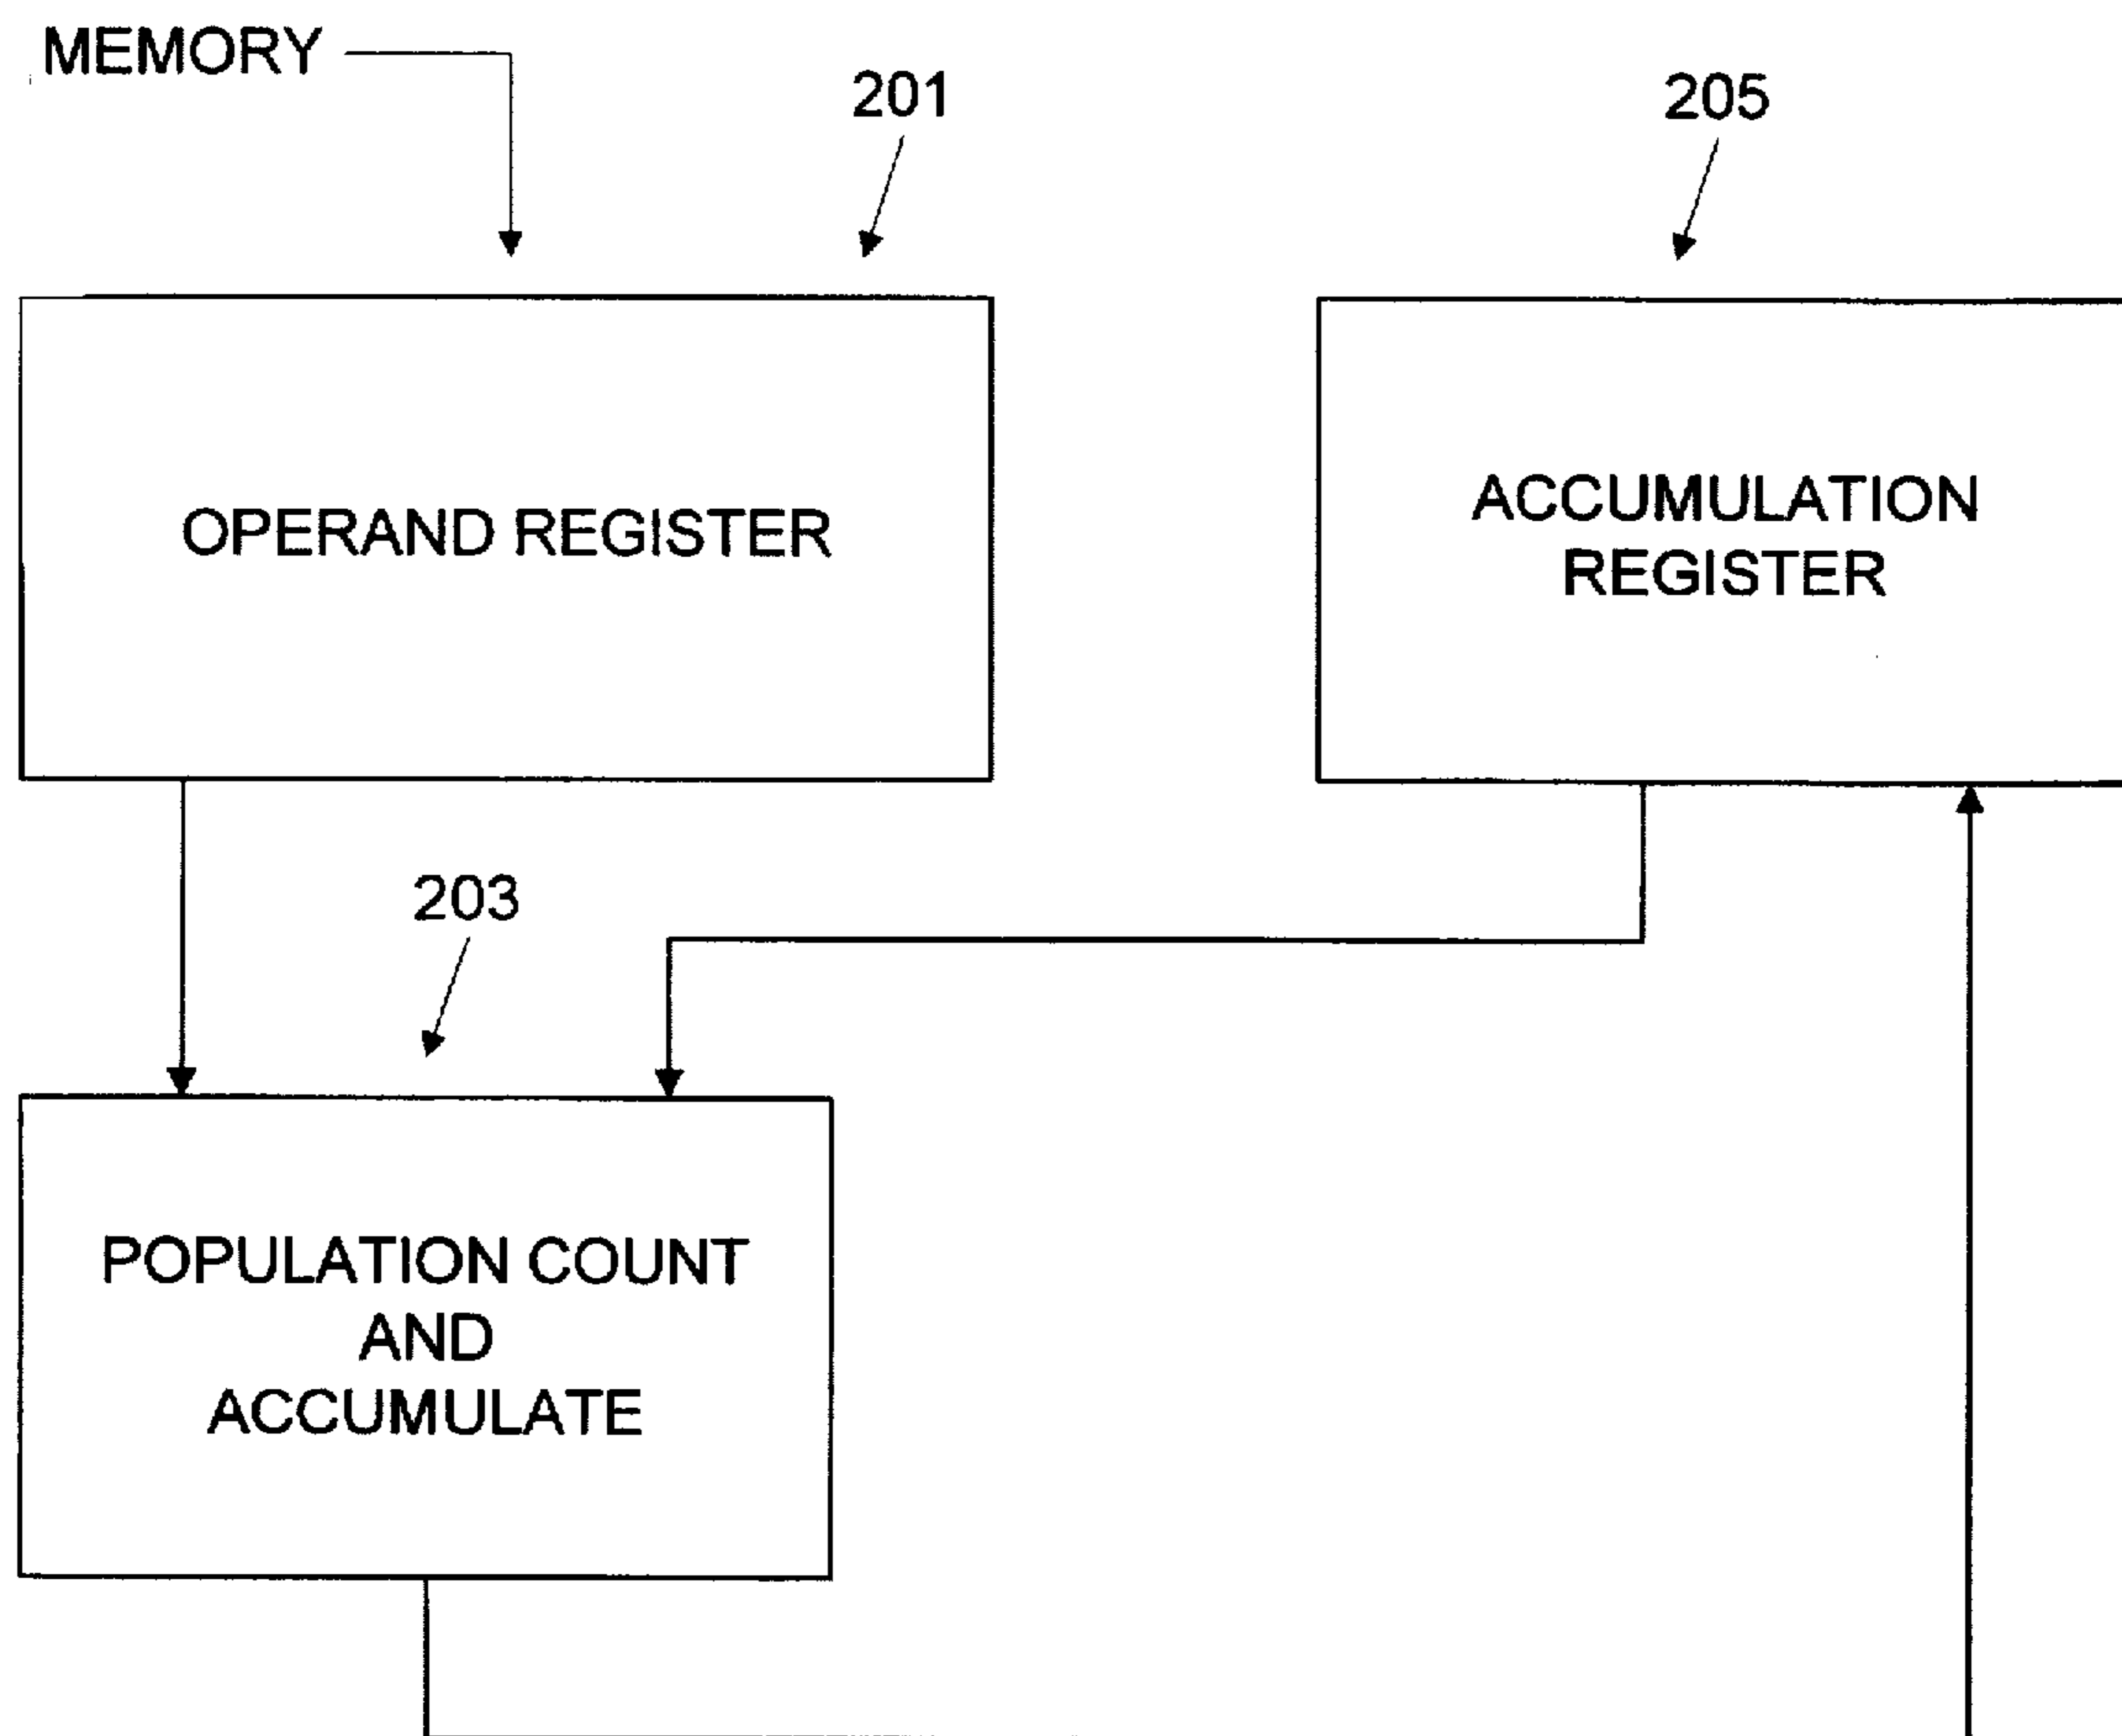 MEMORY
201
205
OPERAND REGISTER
ACCUMULATION
REGISTER
203
POPULATION COUNT
AND
ACCUMULATE